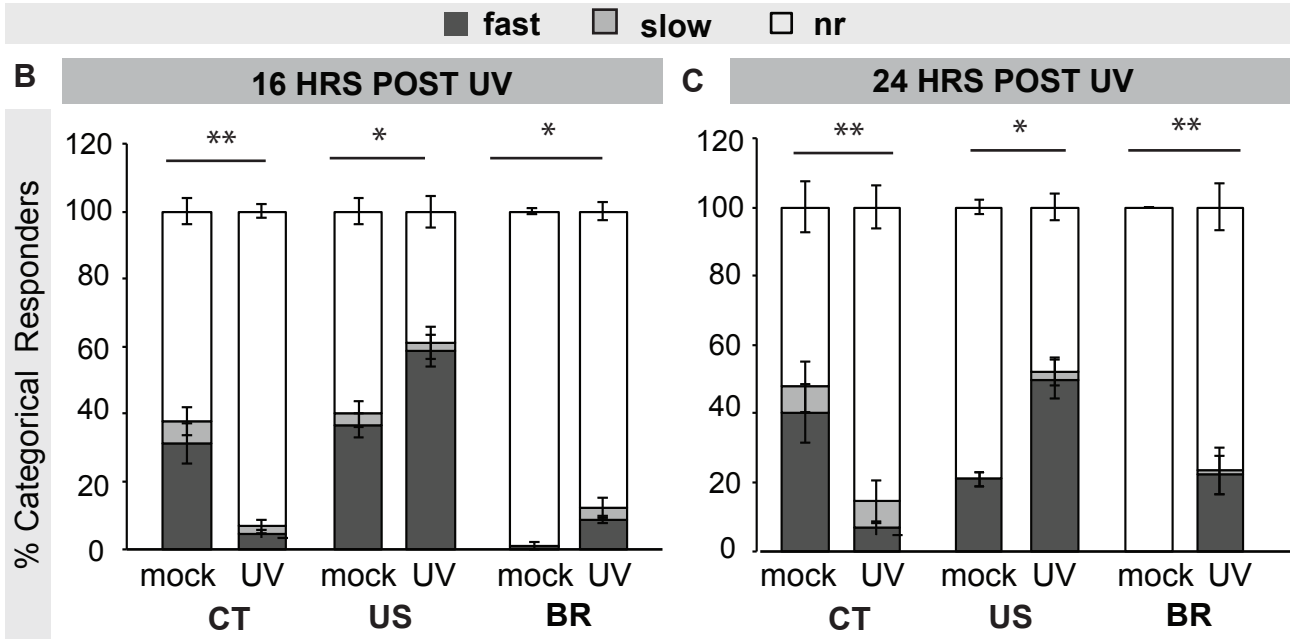 fast slow nr
B 16 HRS POST UV C 24 HRS POST UV
% Categorical Responders
** * *
120
100
80
60
40
20
0
mock UV mock UV mock UV
CT US BR
** * **
120
100
80
60
40
20
0
mock UV mock UV mock UV
CT US BR